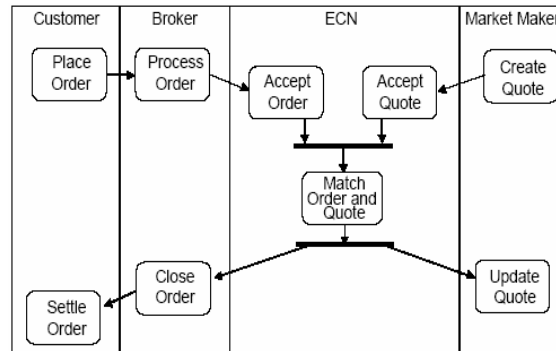 Customer
Broker
ECN
Market Maker
Place
Order
Process
Order
Accept
Order
Accept
Quote
Create
Quote
Match
Order and
Quote
Close
Order
Update
Quote
Settle
Order